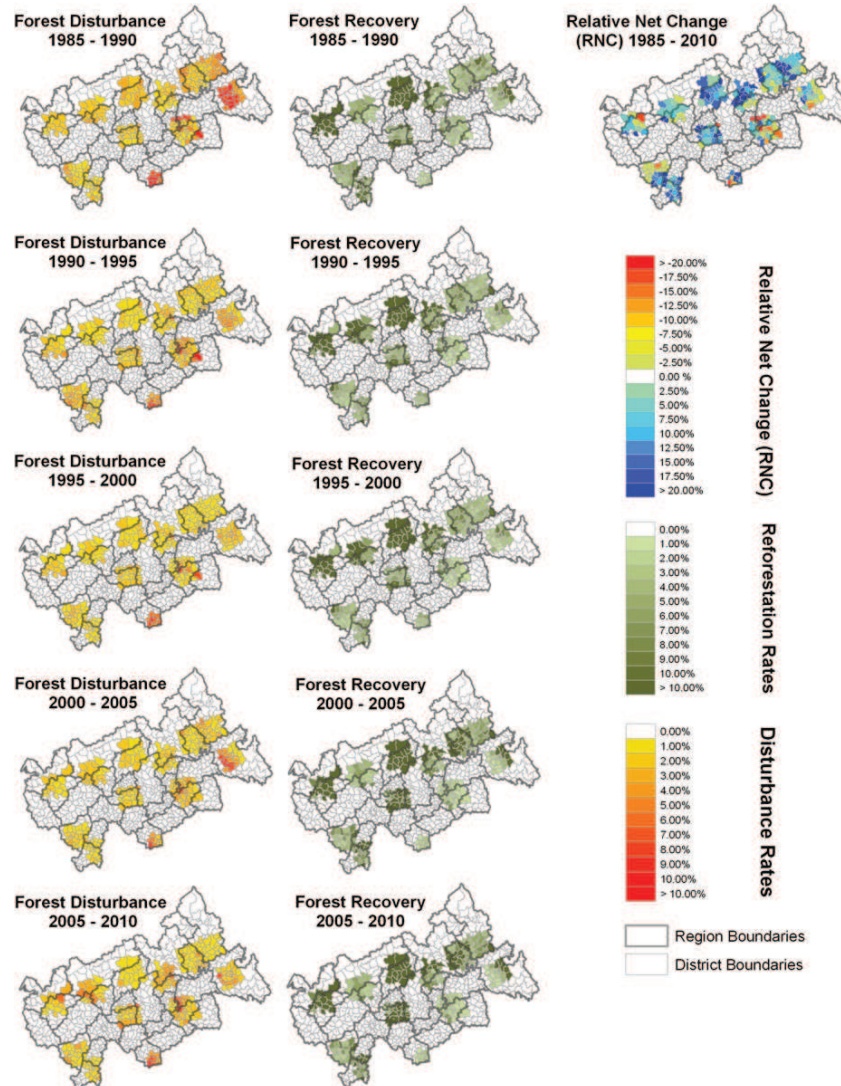 Forest Disturbance
1985 - 1990
Forest Recovery
1985 - 1990
Relative Net Change
(RNC) 1985 - 2010
Forest Disturbance
1990 - 1995
Forest Recovery
1990 - 1995
Forest Disturbance
1995 - 2000
Forest Recovery
1995 - 2000
Forest Disturbance
2000 - 2005
Forest Recovery
2000 - 2005
Forest Disturbance
2005 - 2010
Forest Recovery
2005 - 2010
> -20.00%
-17.50%
-15.00%
-12.50%
-10.00%
-7.50%
-5.00%
-2.50%
0.00 %
2.50%
5.00%
7.50%
10.00%
12.50%
15.00%
17.50%
> 20.00%
Relative Net Change (RNC)
0.00%
1.00%
2.00%
3.00%
4.00%
5.00%
6.00%
7.00%
8.00%
9.00%
10.00%
> 10.00%
Reforestation Rates
0.00%
1.00%
2.00%
3.00%
4.00%
5.00%
6.00%
7.00%
8.00%
9.00%
10.00%
> 10.00%
Disturbance Rates
Region Boundaries
District Boundaries